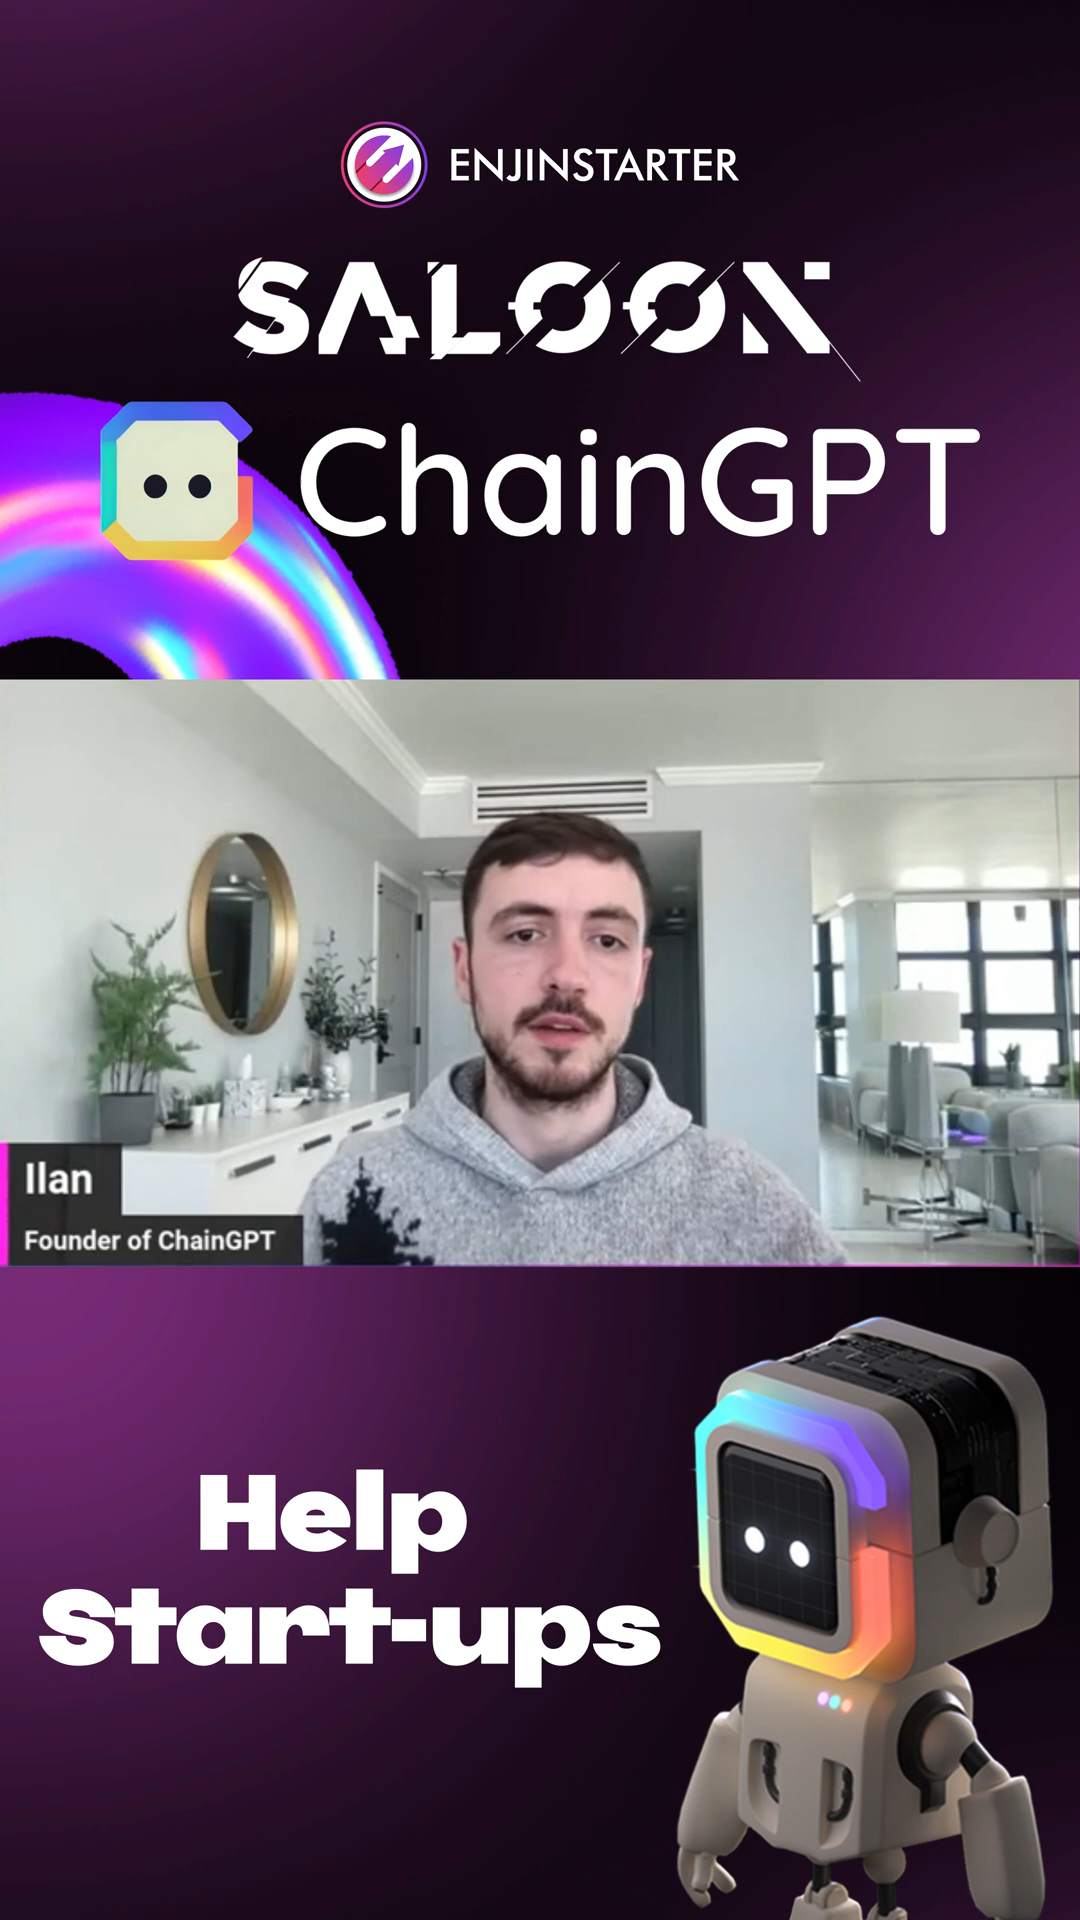 ENJINSTARTER
SALOON
ChainGPT
Ilan
Founder of ChainGPT
Help
Start-ups